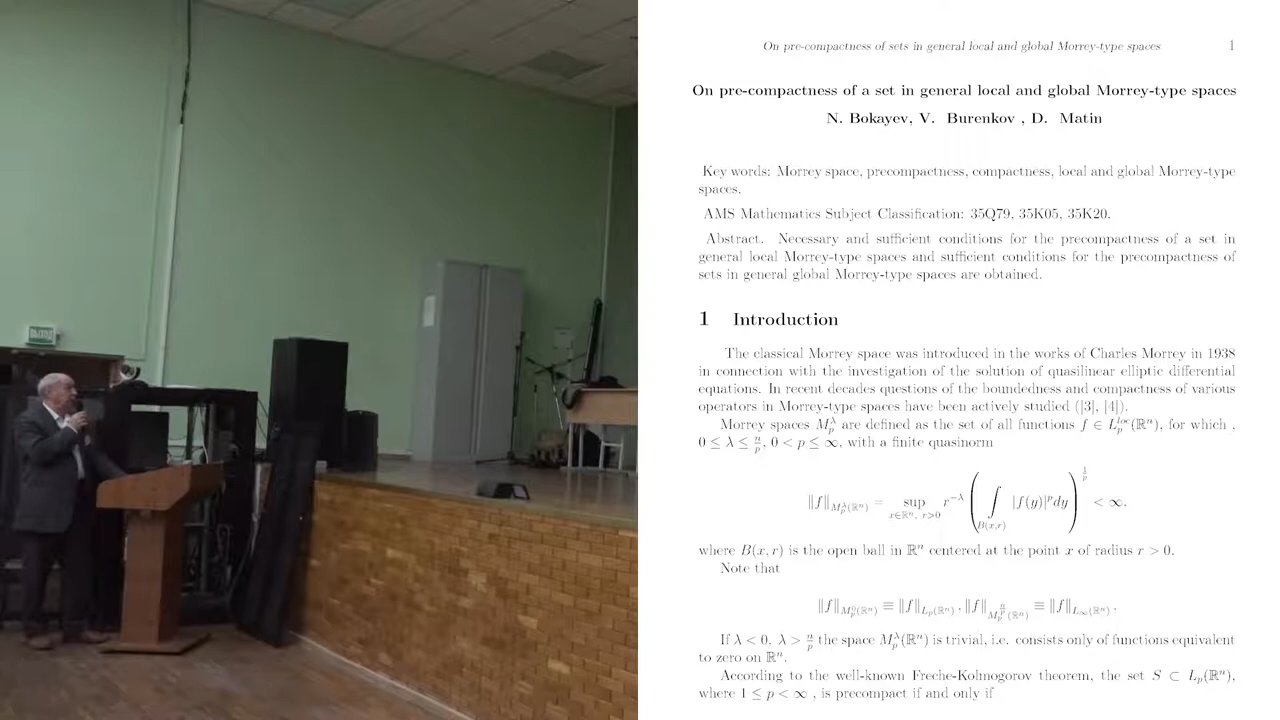 ВЫХОД
On pre-compactness of sets in general local and global Morrey-type spaces 1
On pre-compactness of a set in general local and global Morrey-type spaces
N. Bokayev, V. Burenkov , D. Matin
Key words: Morrey space, precompactness, compactness, local and global Morrey-type
spaces.
AMS Mathematics Subject Classification: 35Q79, 35K05, 35K20.
Abstract. Necessary and sufficient conditions for the precompactness of a set in
general local Morrey-type spaces and sufficient conditions for the precompactness of
sets in general global Morrey-type spaces are obtained.
1 Introduction
The classical Morrey space was introduced in the works of Charles Morrey in 1938
in connection with the investigation of the solution of quasilinear elliptic differential
equations. In recent decades questions of the boundedness and compactness of various
operators in Morrey-type spaces have been actively studied ([3], [4]).
Morrey spaces M_p^λ are defined as the set of all functions f ∈ L_p^{loc}(ℝ^n), for which ,
0 ≤ λ ≤ n/p, 0 < p ≤ ∞, with a finite quasinorm
‖f‖_{M_p^λ(ℝ^n)} = sup_{x∈ℝ^n, r>0} r^{-λ} ( ∫_{B(x,r)} |f(y)|^p dy )^{1/p} < ∞.
where B(x, r) is the open ball in ℝ^n centered at the point x of radius r > 0.
Note that
‖f‖_{M_p^0(ℝ^n)} ≡ ‖f‖_{L_p(ℝ^n)} , ‖f‖_{M_p^{n/p}(ℝ^n)} ≡ ‖f‖_{L_∞(ℝ^n)} .
If λ < 0, λ > n/p the space M_p^λ(ℝ^n) is trivial, i.e. consists only of functions equivalent
to zero on ℝ^n.
According to the well-known Freche-Kolmogorov theorem, the set S ⊂ L_p(ℝ^n),
where 1 ≤ p < ∞ , is precompact if and only if